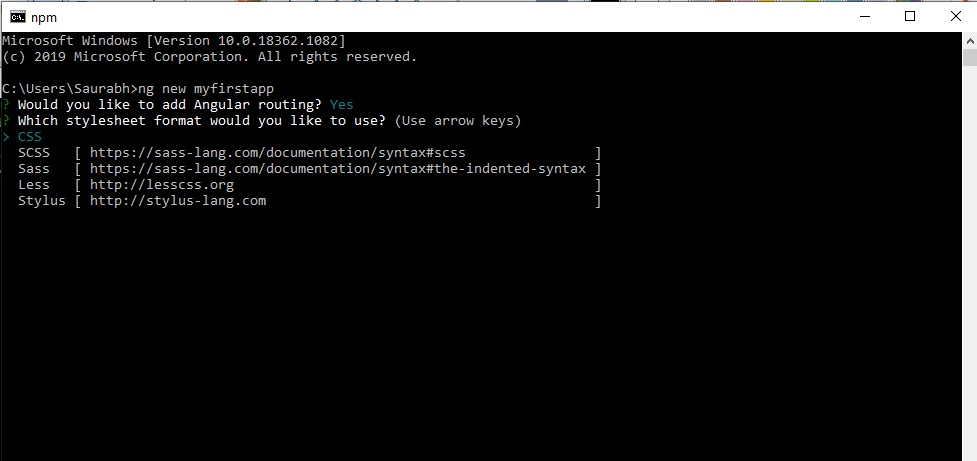 npm
Microsoft Windows [Version 10.0.18362.1082]
(c) 2019 Microsoft Corporation. All rights reserved.
C:\Users\Saurabh>ng new myfirstapp
? Would you like to add Angular routing? Yes
? Which stylesheet format would you like to use? (Use arrow keys)
> CSS
  SCSS   [ https://sass-lang.com/documentation/syntax#scss                ]
  Sass   [ https://sass-lang.com/documentation/syntax#the-indented-syntax ]
  Less   [ http://lesscss.org                                             ]
  Stylus [ http://stylus-lang.com                                         ]